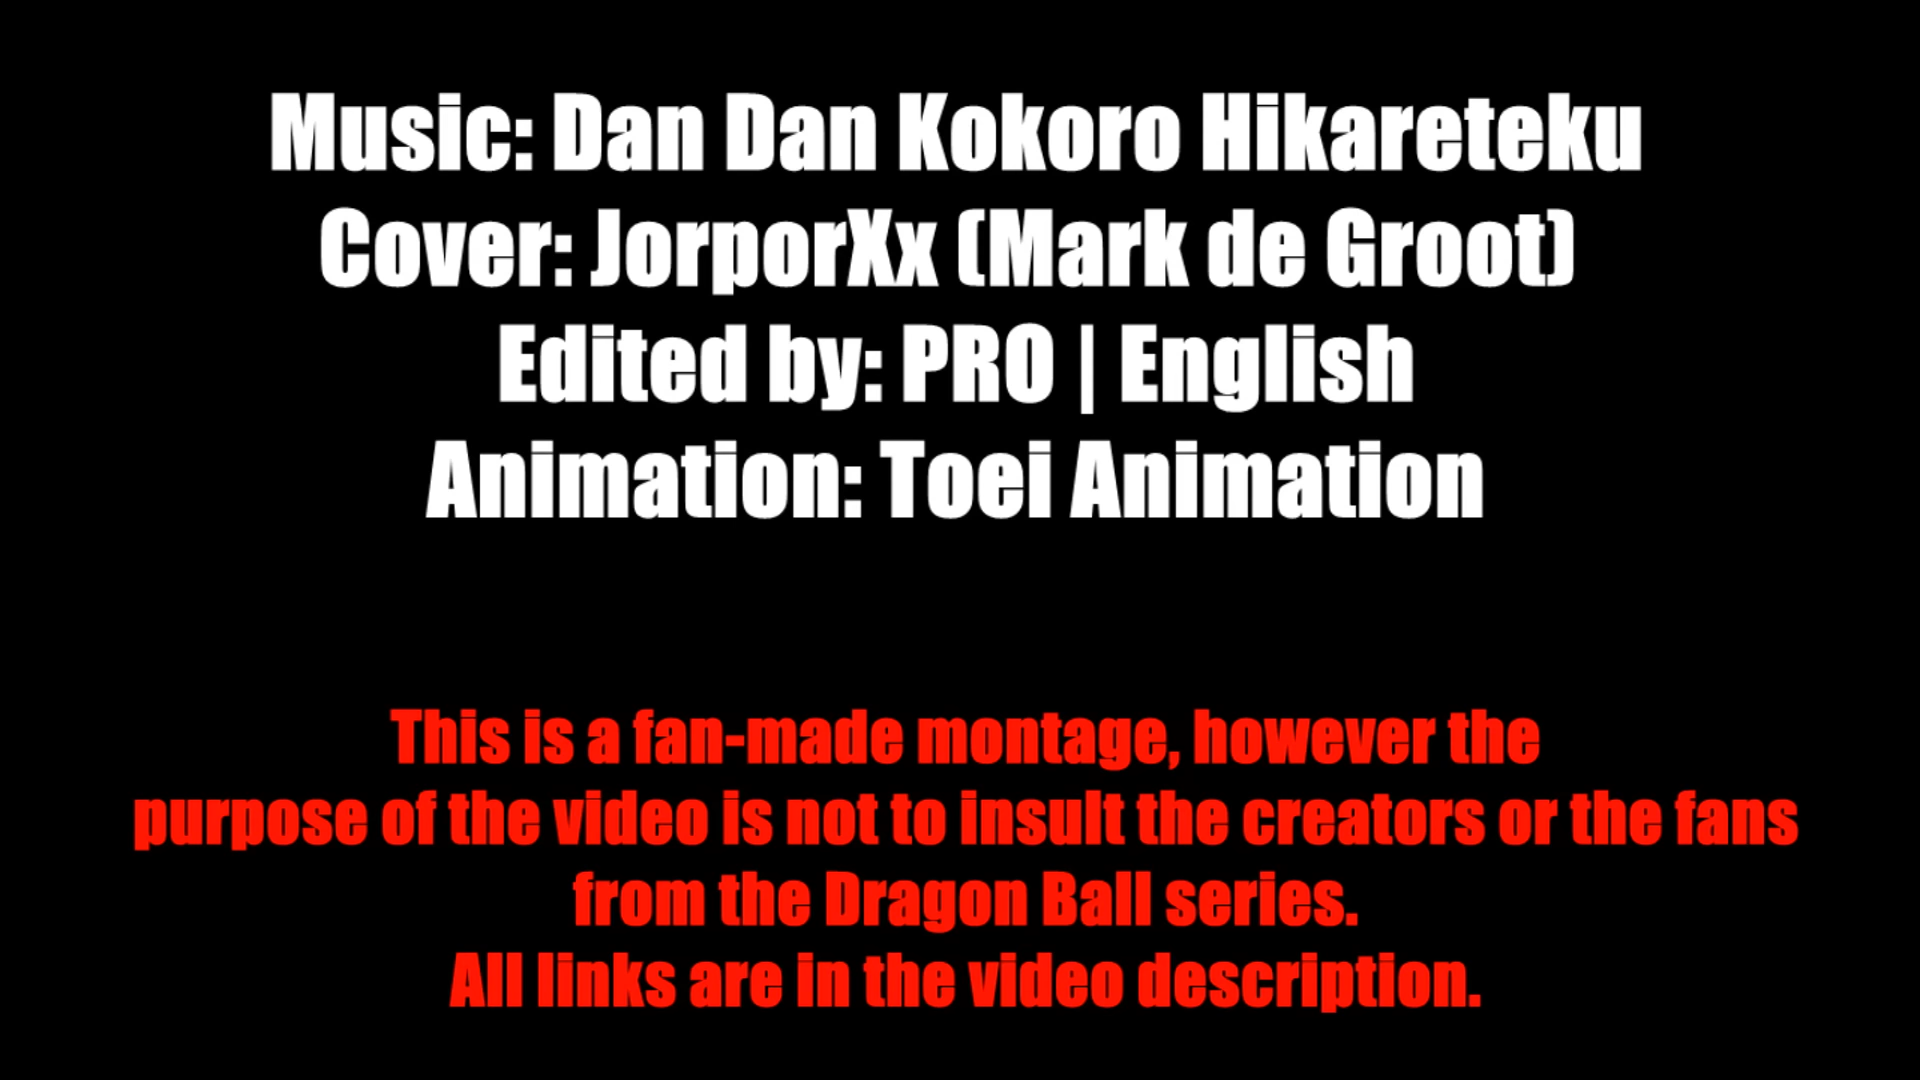 Music: Dan Dan Kokoro Hikareteku
Cover: JorporXx (Mark de Groot)
Edited by: PRO | English
Animation: Toei Animation
This is a fan-made montage, however the
purpose of the video is not to insult the creators or the fans
from the Dragon Ball series.
All links are in the video description.